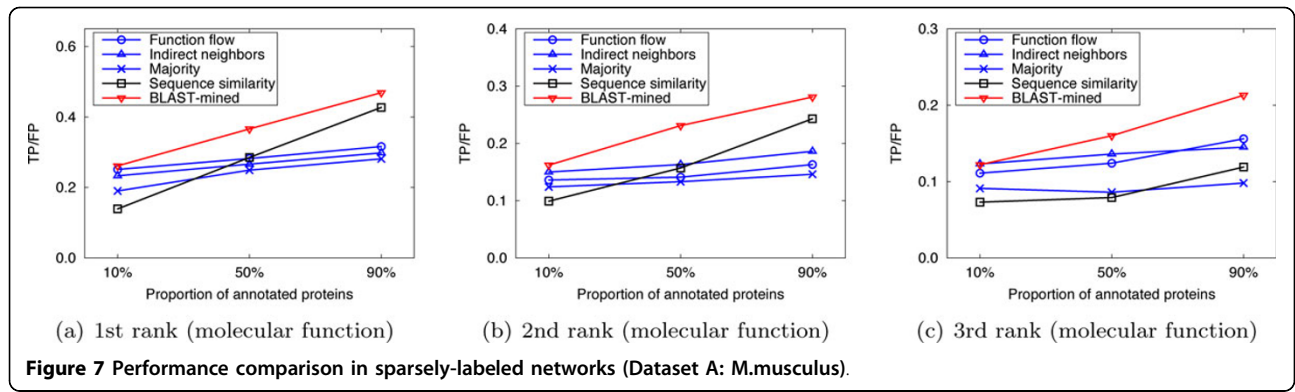 0.6
0.4
0.2
0.0
TP/FP
Function flow
Indirect neighbors
Majority
Sequence similarity
BLAST-mined
10%
50%
90%
Proportion of annotated proteins
(a) 1st rank (molecular function)
0.4
0.3
0.2
0.1
0.0
TP/FP
Function flow
Indirect neighbors
Majority
Sequence similarity
BLAST-mined
10%
50%
90%
Proportion of annotated proteins
(b) 2nd rank (molecular function)
0.3
0.2
0.1
0.0
TP/FP
Function flow
Indirect neighbors
Majority
Sequence similarity
BLAST-mined
10%
50%
90%
Proportion of annotated proteins
(c) 3rd rank (molecular function)
Figure 7 Performance comparison in sparsely-labeled networks (Dataset A: M.musculus).